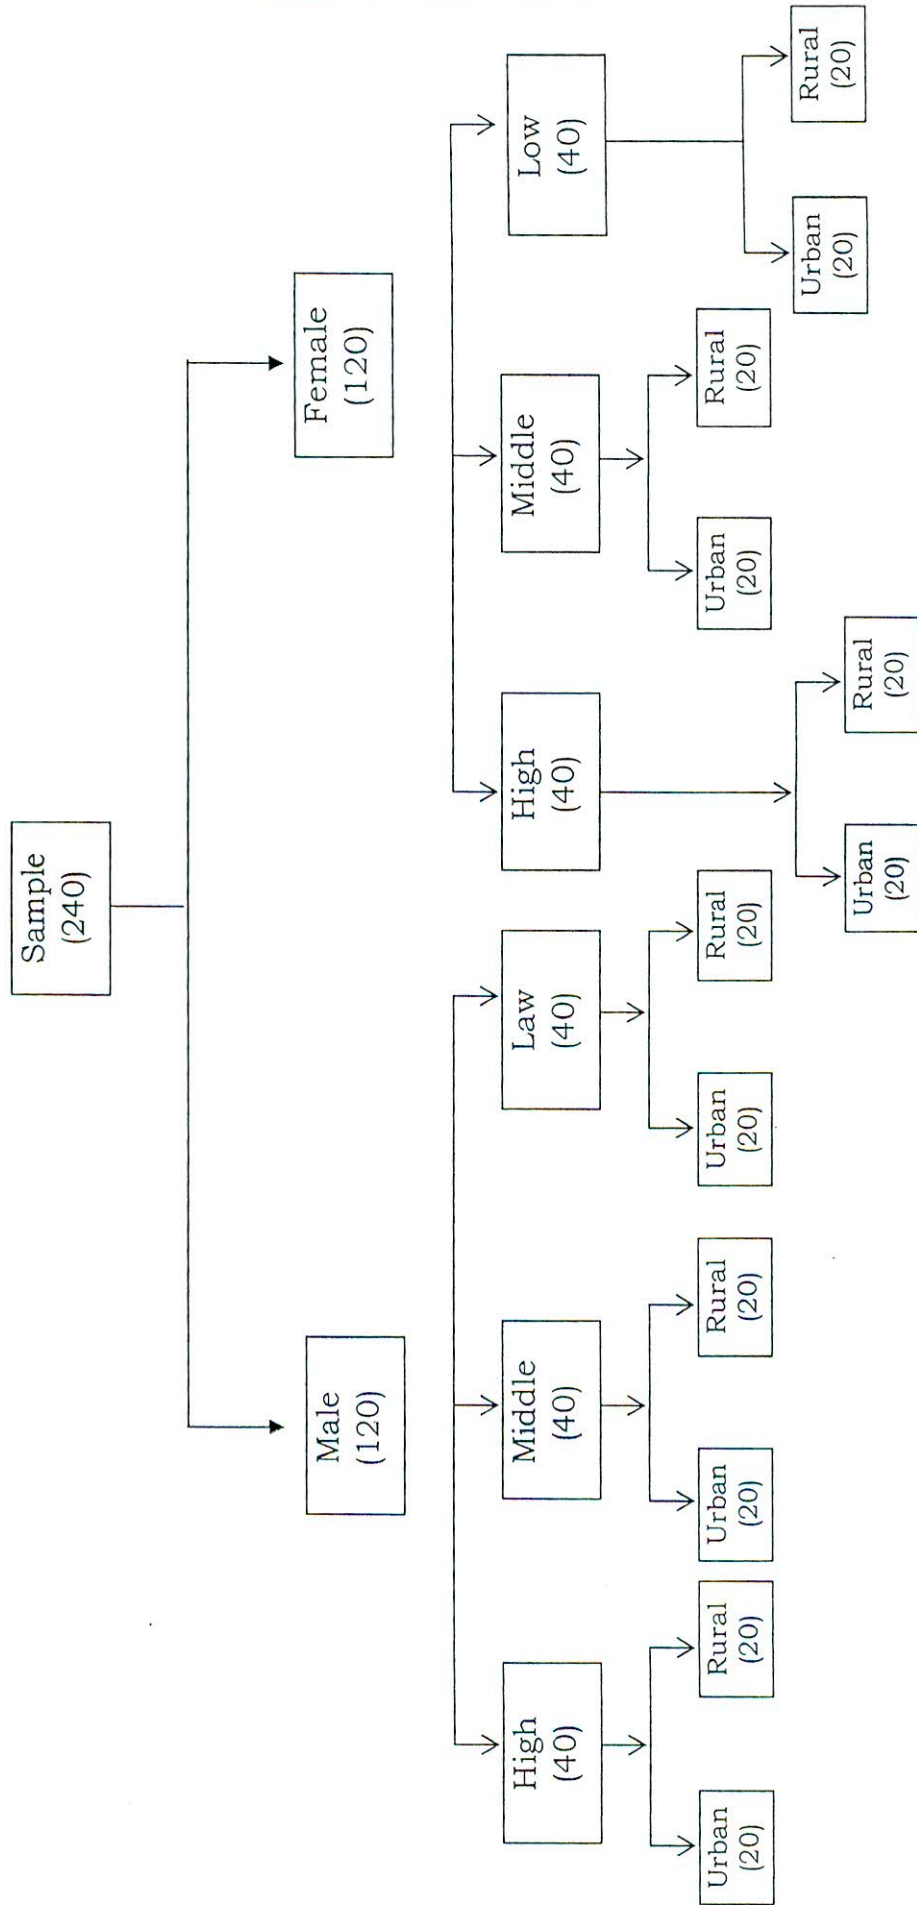 Sample
(240)
Male
(120)
Female
(120)
High
(40)
Middle
(40)
Law
(40)
High
(40)
Middle
(40)
Low
(40)
Urban
(20)
Rural
(20)
Urban
(20)
Rural
(20)
Urban
(20)
Rural
(20)
Urban
(20)
Rural
(20)
Urban
(20)
Rural
(20)
Urban
(20)
Rural
(20)